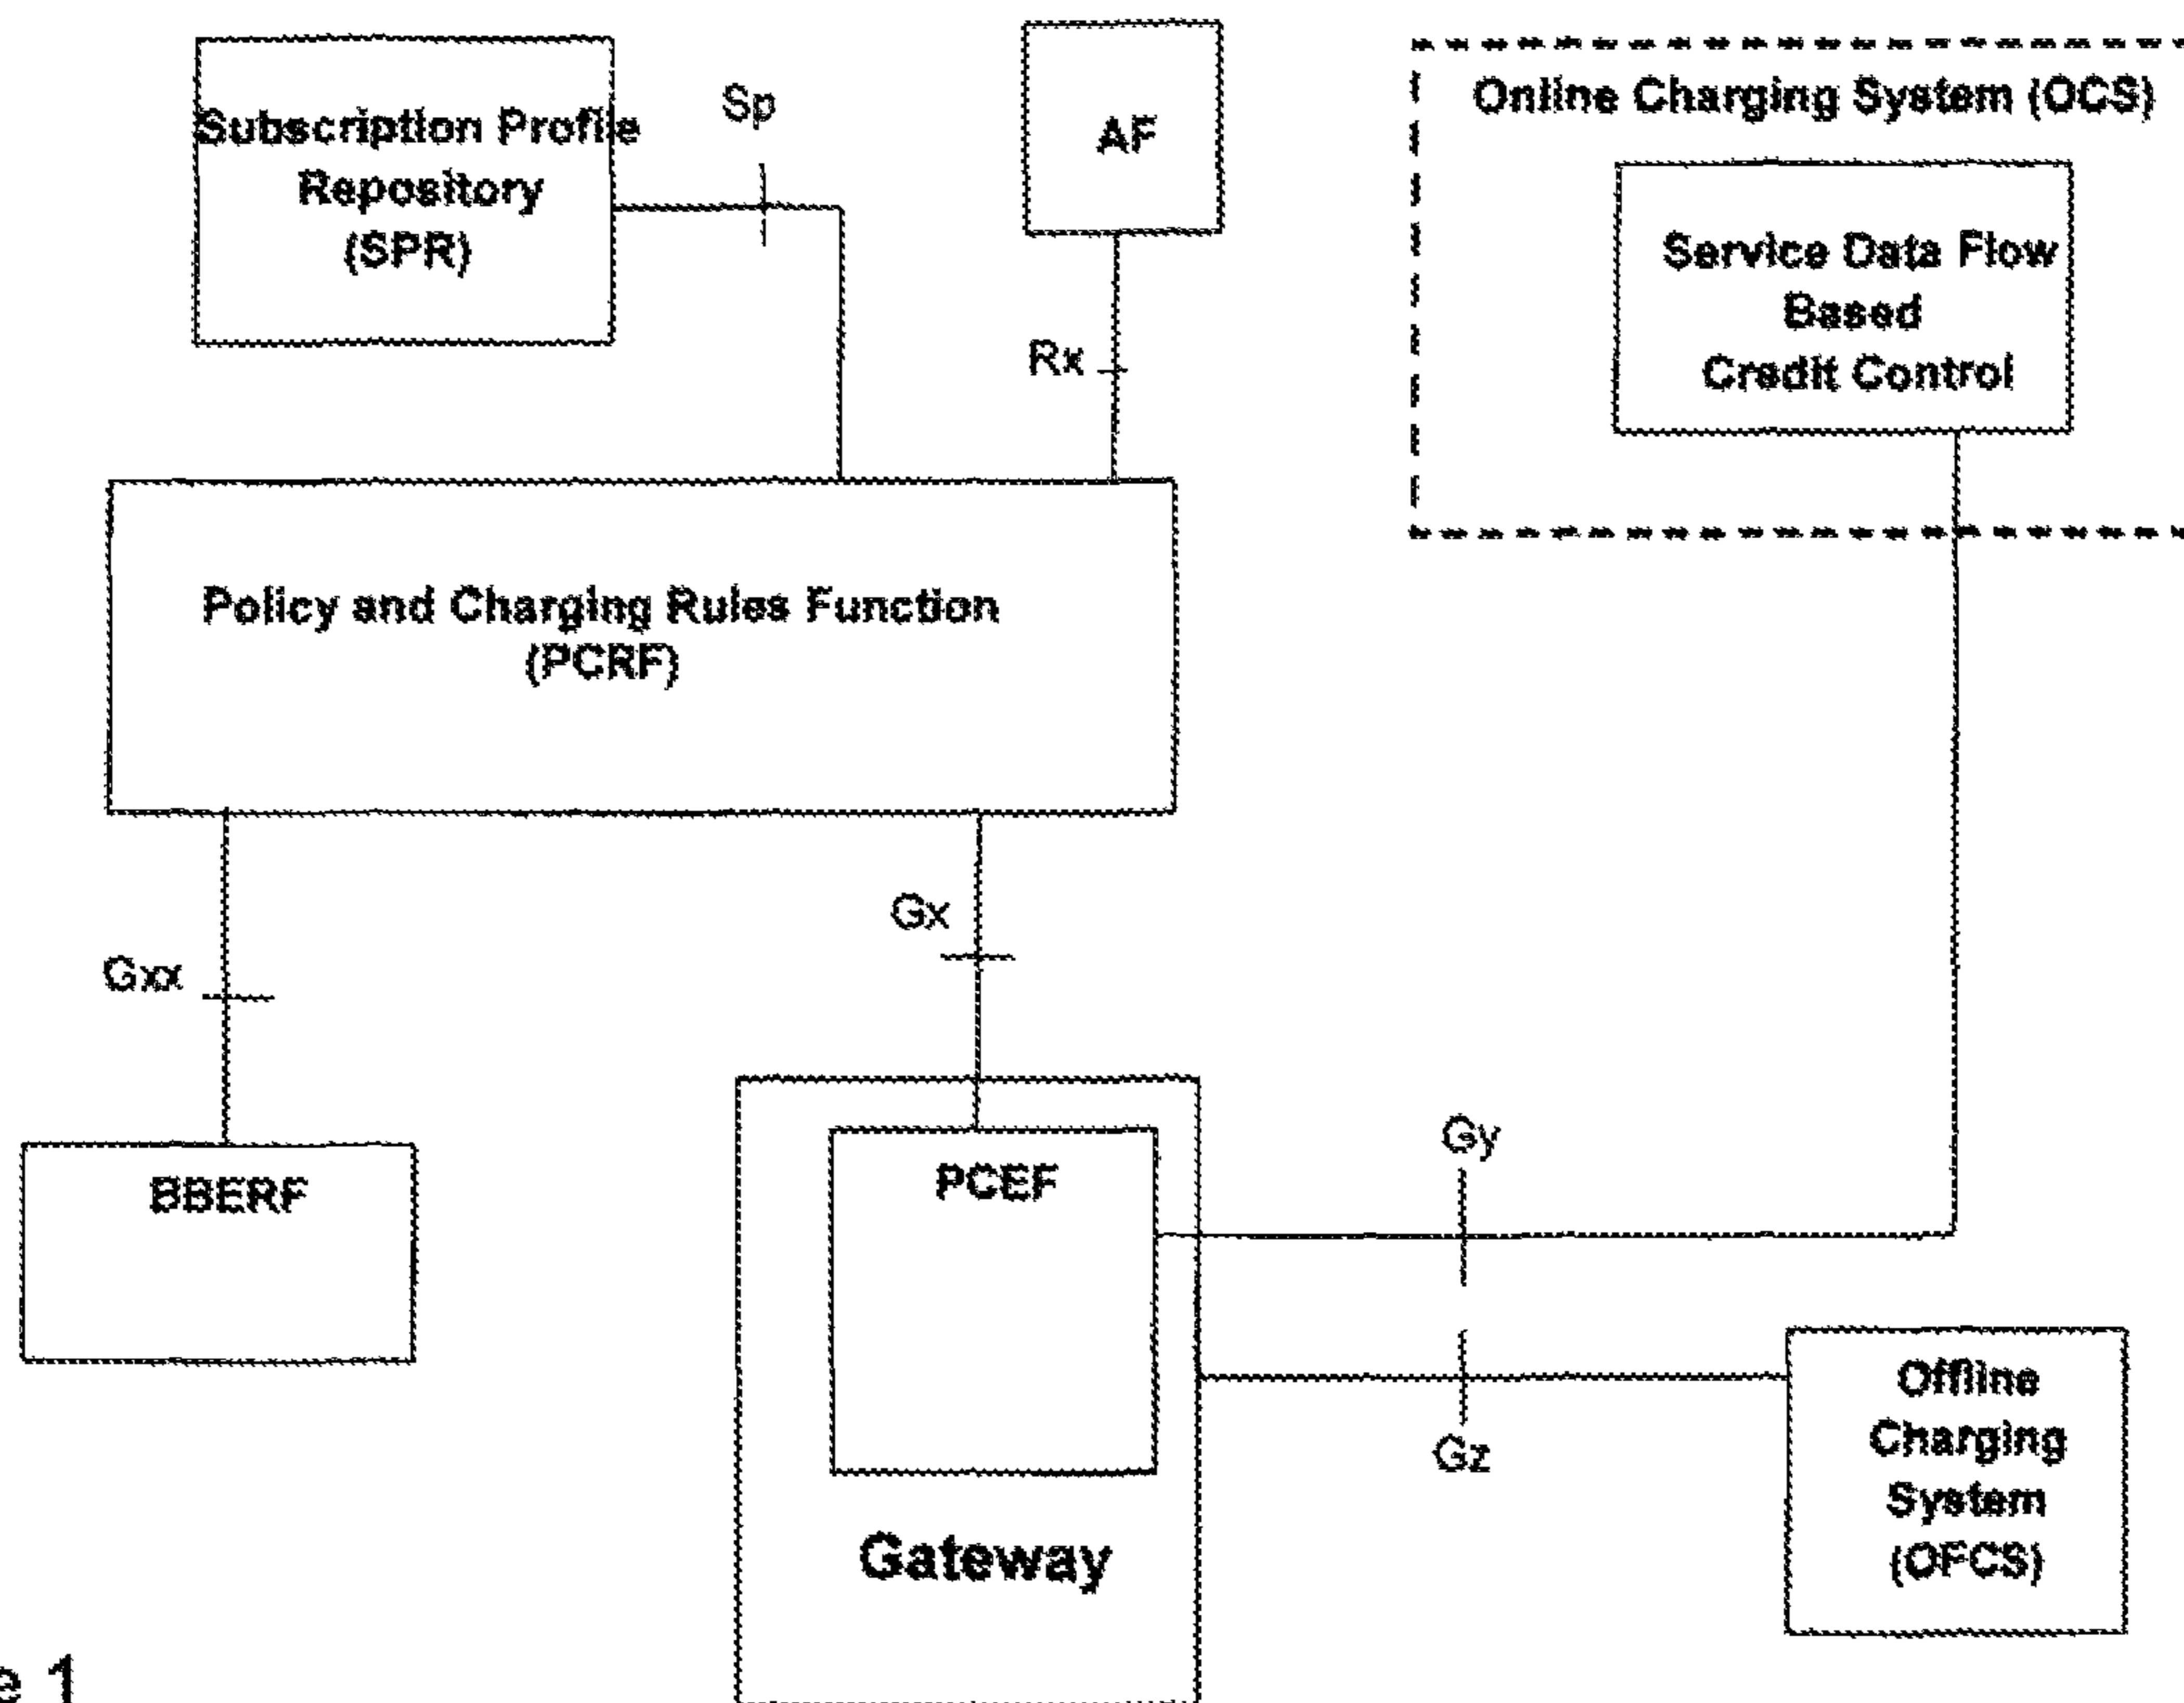 Subscription Profile
Repository
(SPR)
Sp
AF
Online Charging System (OCS)
Service Data Flow
Based
Credit Control
Rx
Policy and Charging Rules Function
(PCRF)
Gxx
Gx
BBERF
PCEF
Gy
Gz
Offline
Charging
System
(OFCS)
Gateway
e 1